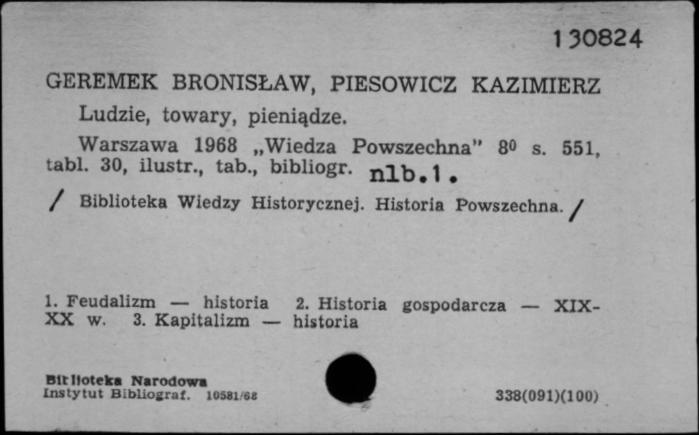 130824
GEREMEK BRONISŁAW, PIESOWICZ KAZIMIERZ
Ludzie, towary, pieniądze.
Warszawa 1968 „Wiedza Powszechna” 8⁰ s. 551,
tabl. 30, ilustr., tab., bibliogr. nlb.1.
/ Biblioteka Wiedzy Historycznej. Historia Powszechna. /
1. Feudalizm — historia 2. Historia gospodarcza — XIX-
XX w. 3. Kapitalizm — historia
Biblioteka Narodowa
Instytut Bibliograf. 10581/68
338(091)(100)